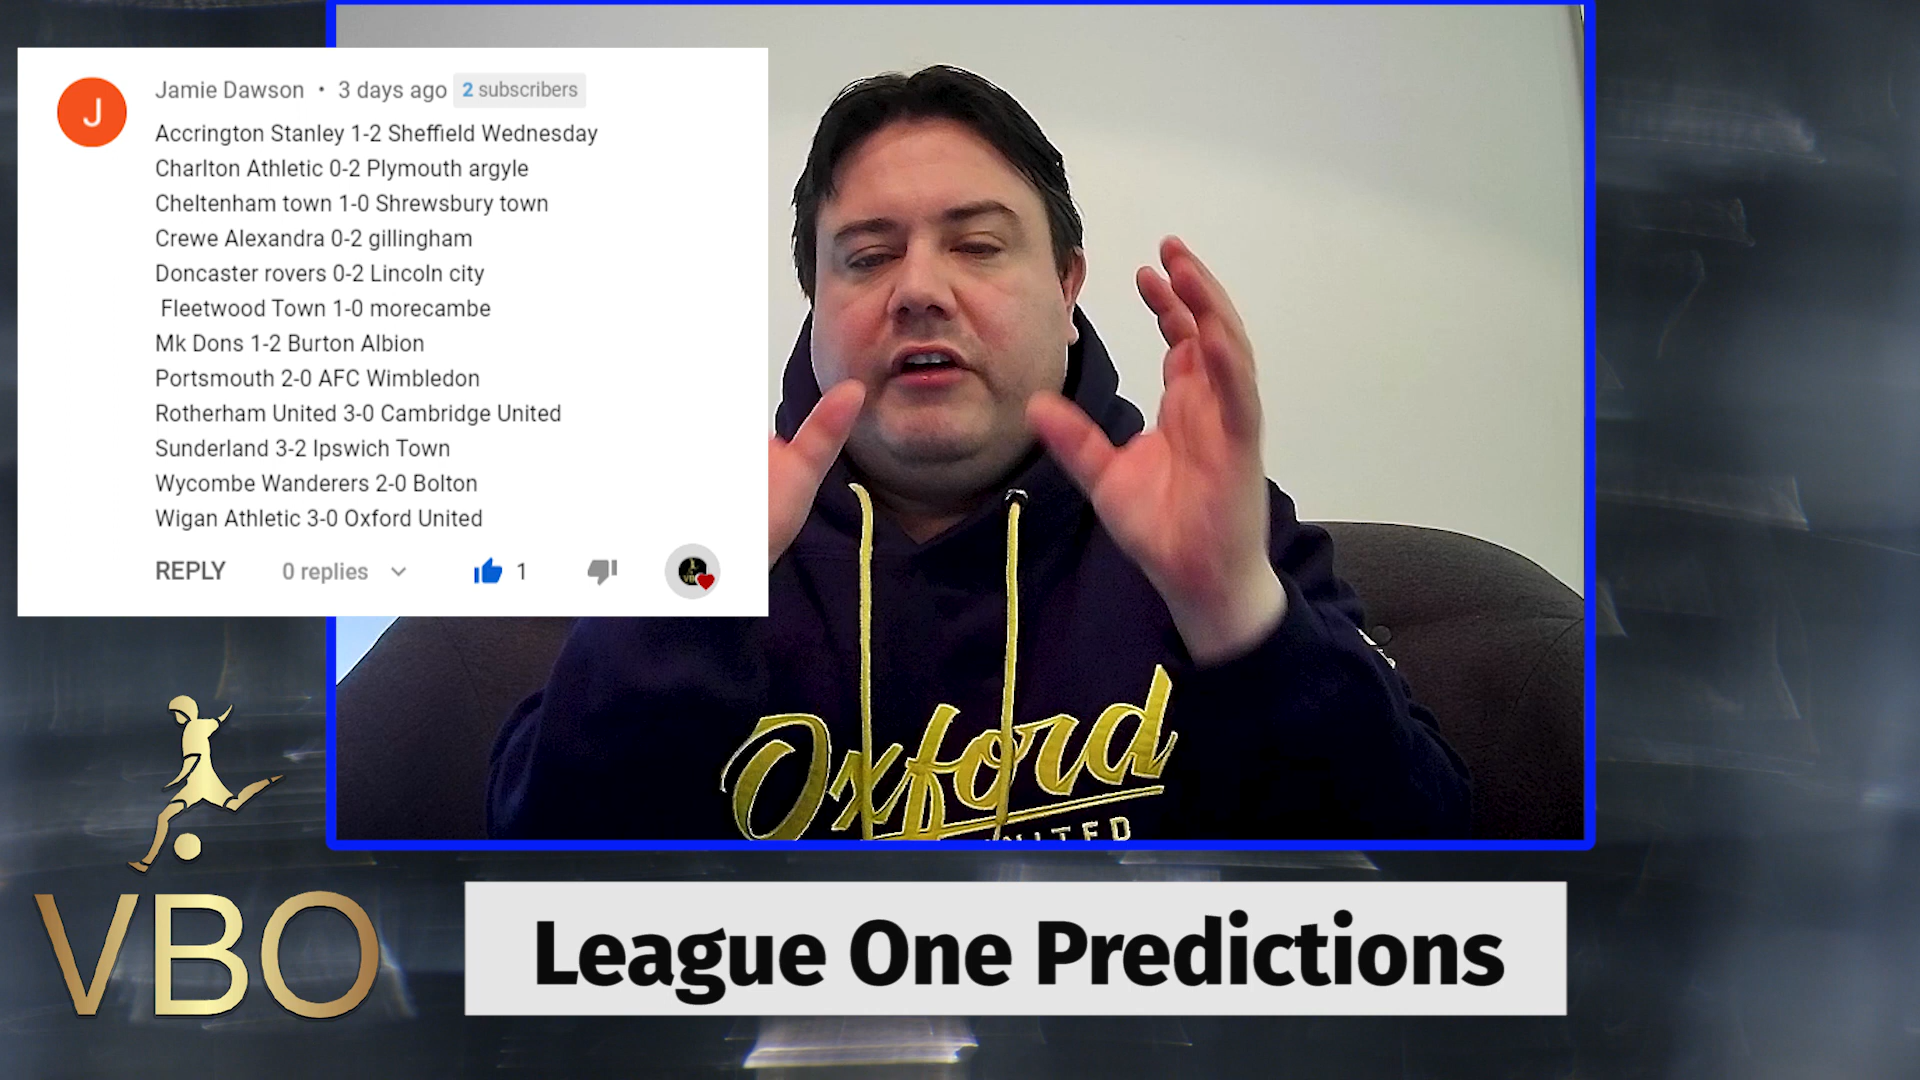 J
Jamie Dawson • 3 days ago 2 subscribers
Accrington Stanley 1-2 Sheffield Wednesday
Charlton Athletic 0-2 Plymouth argyle
Cheltenham town 1-0 Shrewsbury town
Crewe Alexandra 0-2 gillingham
Doncaster rovers 0-2 Lincoln city
Fleetwood Town 1-0 morecambe
Mk Dons 1-2 Burton Albion
Portsmouth 2-0 AFC Wimbledon
Rotherham United 3-0 Cambridge United
Sunderland 3-2 Ipswich Town
Wycombe Wanderers 2-0 Bolton
Wigan Athletic 3-0 Oxford United
REPLY 0 replies 1
Oxford
VBO
League One Predictions